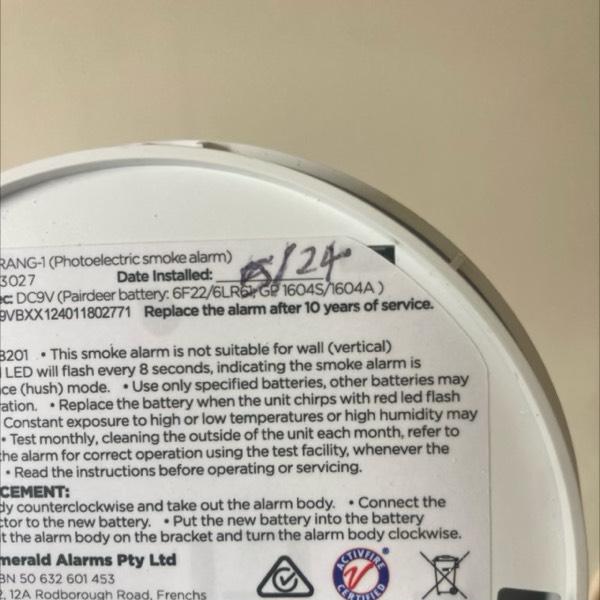 RANG-1 (Photoelectric smoke alarm)
3027 Date Installed: 5/24
DC9V (Pairdeer battery: 6F22/6LR61, GP 1604S/1604A )
9VBXX124011802771 Replace the alarm after 10 years of service.
3201 • This smoke alarm is not suitable for wall (vertical)
LED will flash every 8 seconds, indicating the smoke alarm is
ce (hush) mode. • Use only specified batteries, other batteries may
ation. • Replace the battery when the unit chirps with red led flash
Constant exposure to high or low temperatures or high humidity may
• Test monthly, cleaning the outside of the unit each month, refer to
the alarm for correct operation using the test facility, whenever the
• Read the instructions before operating or servicing.
CEMENT:
dy counterclockwise and take out the alarm body. • Connect the
ctor to the new battery. • Put the new battery into the battery
t the alarm body on the bracket and turn the alarm body clockwise.
merald Alarms Pty Ltd
BN 50 632 601 453
2, 12A Rodborough Road, Frenchs
ACTIVFIRE
CERTIFIED